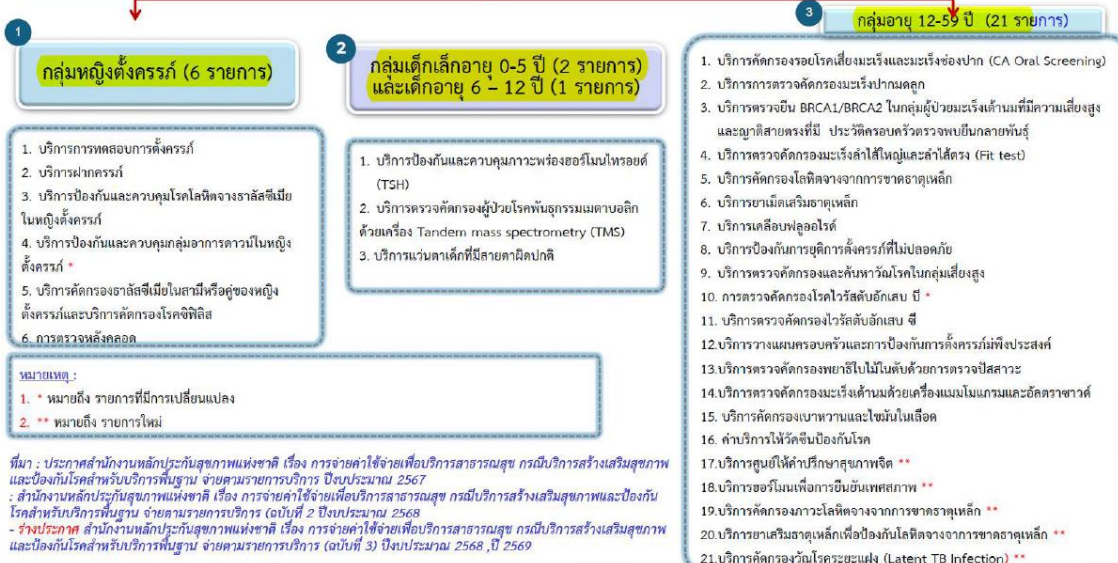 1
กลุ่มหญิงตั้งครรภ์ (6 รายการ)
1. บริการการทดสอบการตั้งครรภ์
2. บริการฝากครรภ์
3. บริการป้องกันและควบคุมโรคโลหิตจางธาลัสซีเมีย
ในหญิงตั้งครรภ์
4. บริการป้องกันและควบคุมกลุ่มอาการดาวน์ในหญิง
ตั้งครรภ์ *
5. บริการคัดกรองธาลัสซีเมียในสามีหรือคู่ของหญิง
ตั้งครรภ์และบริการคัดกรองโรคซิฟิลิส
6. การตรวจหลังคลอด
2
กลุ่มเด็กเล็กอายุ 0-5 ปี (2 รายการ)
และเด็กอายุ 6 – 12 ปี (1 รายการ)
1. บริการป้องกันและควบคุมภาวะพร่องฮอร์โมนไทรอยด์
(TSH)
2. บริการตรวจคัดกรองผู้ป่วยโรคพันธุกรรมเมตาบอลิก
ด้วยเครื่อง Tandem mass spectrometry (TMS)
3. บริการแว่นตาเด็กที่มีสายตาผิดปกติ
3
กลุ่มอายุ 12-59 ปี (21 รายการ)
1. บริการคัดกรองรอยโรคเสี่ยงมะเร็งและมะเร็งช่องปาก (CA Oral Screening)
2. บริการการตรวจคัดกรองมะเร็งปากมดลูก
3. บริการตรวจยีน BRCA1/BRCA2 ในกลุ่มผู้ป่วยมะเร็งเต้านมที่มีความเสี่ยงสูง
และญาติสายตรงที่มี ประวัติครอบครัวตรวจพบยีนกลายพันธุ์
4. บริการตรวจคัดกรองมะเร็งลำไส้ใหญ่และลำไส้ตรง (Fit test)
5. บริการคัดกรองโลหิตจางจากการขาดธาตุเหล็ก
6. บริการยาเม็ดเสริมธาตุเหล็ก
7. บริการเคลือบฟลูออไรด์
8. บริการป้องกันการยุติการตั้งครรภ์ที่ไม่ปลอดภัย
9. บริการตรวจคัดกรองและค้นหาวัณโรคในกลุ่มเสี่ยงสูง
10. การตรวจคัดกรองโรคไวรัสตับอักเสบ บี *
11. บริการตรวจคัดกรองไวรัสตับอักเสบ ซี
12.บริการวางแผนครอบครัวและการป้องกันการตั้งครรภ์ไม่พึงประสงค์
13.บริการตรวจคัดกรองพยาธิใบไม้ในตับด้วยการตรวจปัสสาวะ
14.บริการตรวจคัดกรองมะเร็งเต้านมด้วยเครื่องแมมโมแกรมและอัลตราซาวด์
15. บริการคัดกรองเบาหวานและไขมันในเลือด
16. ค่าบริการให้วัคซีนป้องกันโรค
17.บริการศูนย์ให้คำปรึกษาสุขภาพจิต **
18.บริการฮอร์โมนเพื่อการยืนยันเพศสภาพ **
19.บริการคัดกรองภาวะโลหิตจางจากการขาดธาตุเหล็ก **
20.บริการยาเสริมธาตุเหล็กเพื่อป้องกันโลหิตจางจากการขาดธาตุเหล็ก **
21.บริการคัดกรองวัณโรคระยะแฝง (Latent TB Infection) **
หมายเหตุ :
1. * หมายถึง รายการที่มีการเปลี่ยนแปลง
2. ** หมายถึง รายการใหม่
ที่มา : ประกาศสำนักงานหลักประกันสุขภาพแห่งชาติ เรื่อง การจ่ายค่าใช้จ่ายเพื่อบริการสาธารณสุข กรณีบริการสร้างเสริมสุขภาพ
และป้องกันโรคสำหรับบริการพื้นฐาน จ่ายตามรายการบริการ ปีงบประมาณ 2567
: สำนักงานหลักประกันสุขภาพแห่งชาติ เรื่อง การจ่ายค่าใช้จ่ายเพื่อบริการสาธารณสุข กรณีบริการสร้างเสริมสุขภาพและป้องกัน
โรคสำหรับบริการพื้นฐาน จ่ายตามรายการบริการ (ฉบับที่ 2 ปีงบประมาณ 2568
- ร่างประกาศ สำนักงานหลักประกันสุขภาพแห่งชาติ เรื่อง การจ่ายค่าใช้จ่ายเพื่อบริการสาธารณสุข กรณีบริการสร้างเสริมสุขภาพ
และป้องกันโรคสำหรับบริการพื้นฐาน จ่ายตามรายการบริการ (ฉบับที่ 3) ปีงบประมาณ 2568 ,ปี 2569